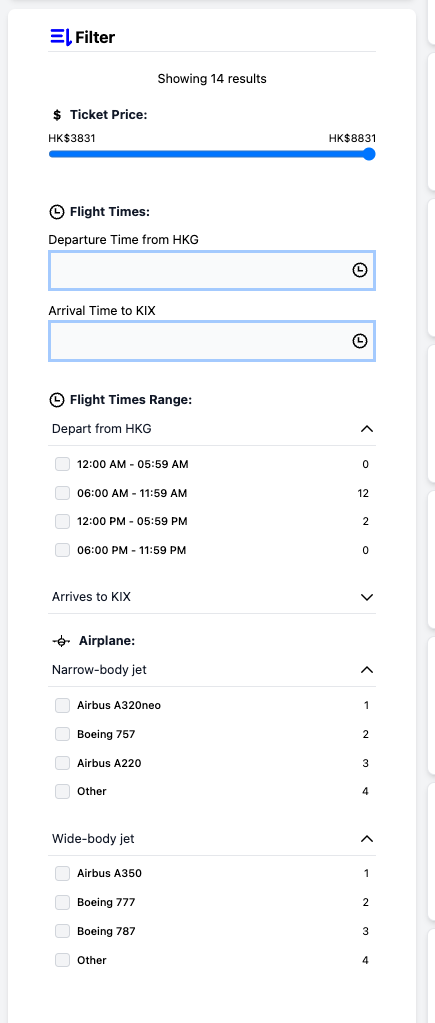 Filter
Showing 14 results
$ Ticket Price:
HK$3831 HK$8831
Flight Times:
Departure Time from HKG
Arrival Time to KIX
Flight Times Range:
Depart from HKG
12:00 AM - 05:59 AM 0
06:00 AM - 11:59 AM 12
12:00 PM - 05:59 PM 2
06:00 PM - 11:59 PM 0
Arrives to KIX
Airplane:
Narrow-body jet
Airbus A320neo 1
Boeing 757 2
Airbus A220 3
Other 4
Wide-body jet
Airbus A350 1
Boeing 777 2
Boeing 787 3
Other 4